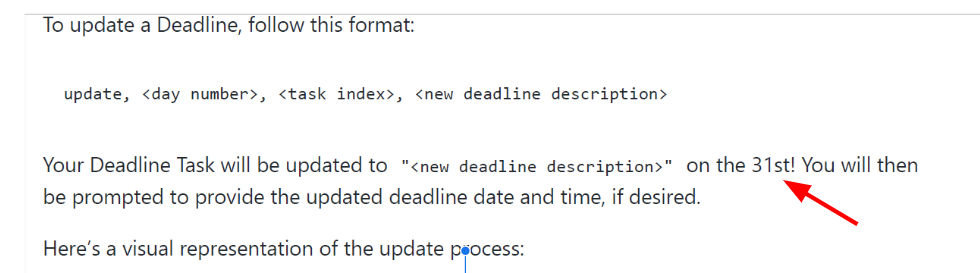 To update a Deadline, follow this format:
update, <day number>, <task index>, <new deadline description>
Your Deadline Task will be updated to "<new deadline description>" on the 31st! You will then
be prompted to provide the updated deadline date and time, if desired.
Here’s a visual representation of the update process: